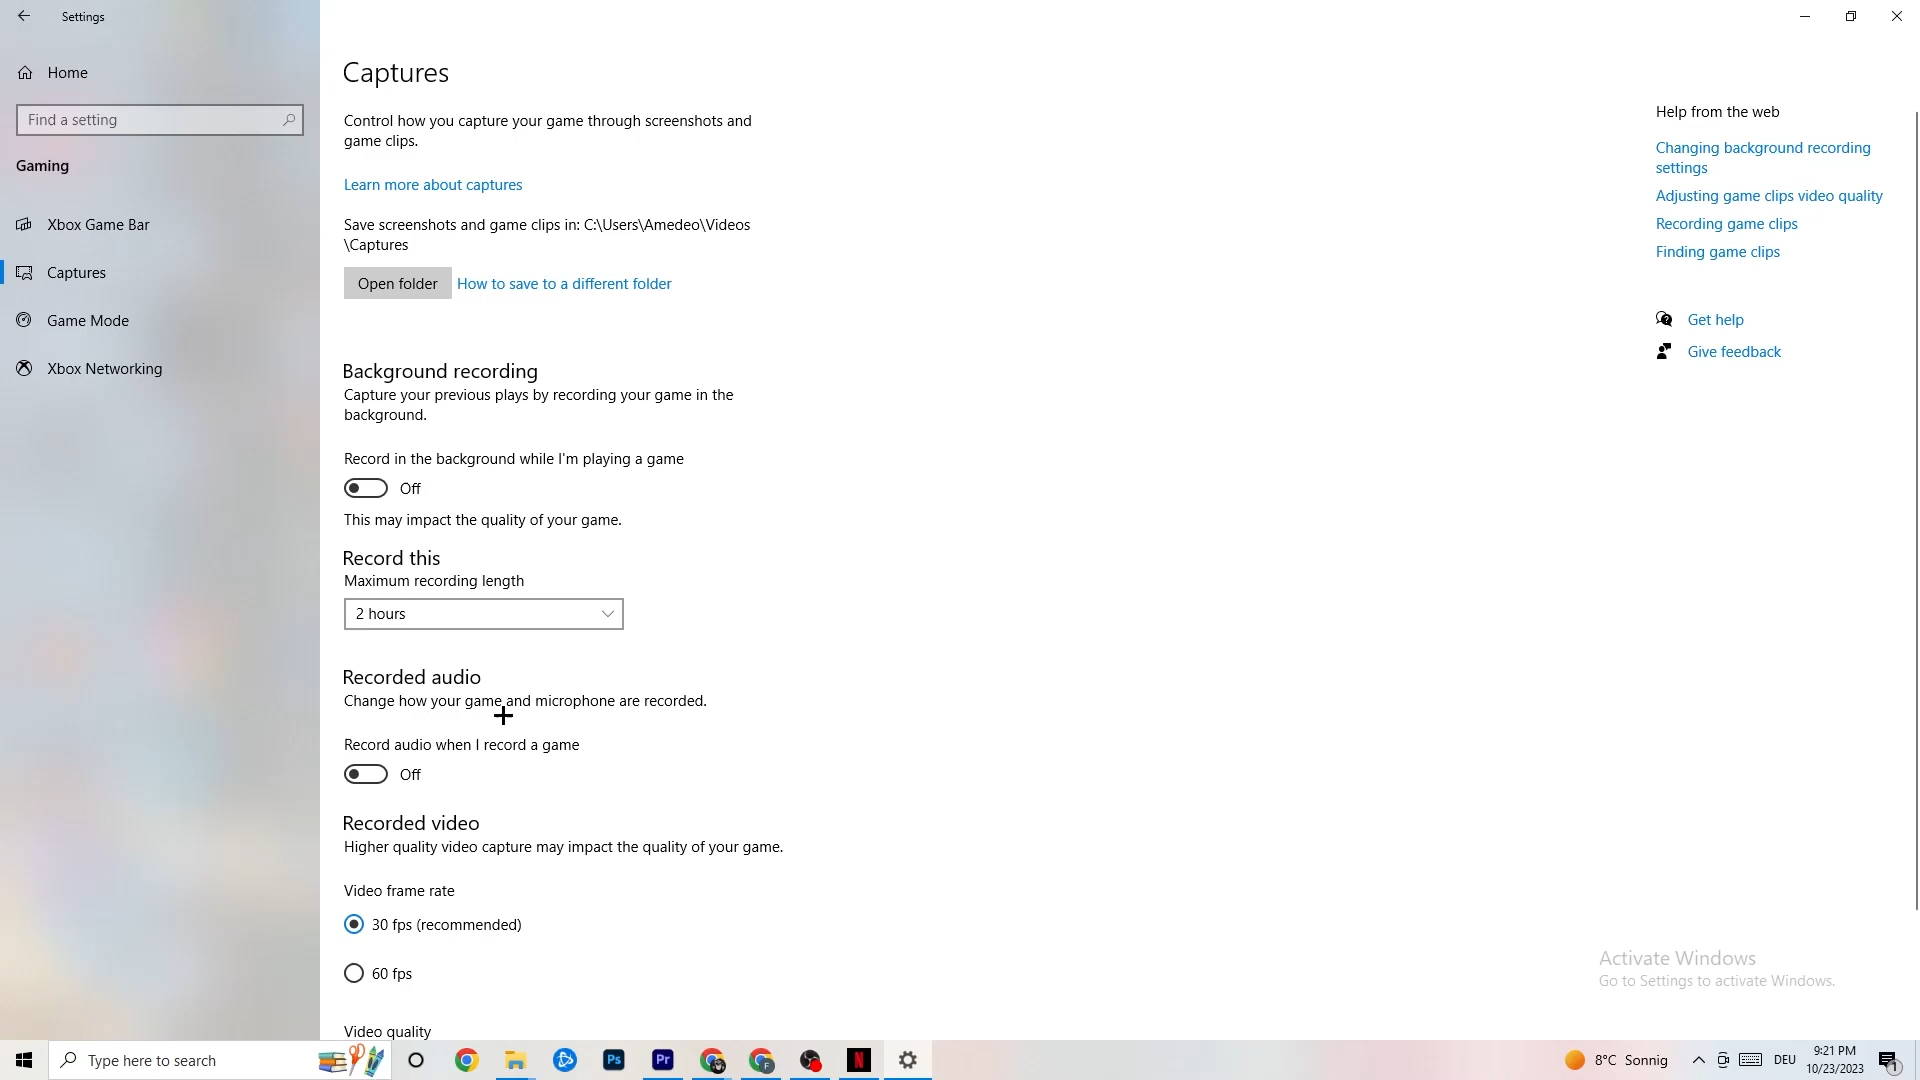 Settings
Home
Find a setting
Gaming
Xbox Game Bar
Captures
Game Mode
Xbox Networking
Captures
Control how you capture your game through screenshots and
game clips.
Learn more about captures
Save screenshots and game clips in: C:\Users\Amedeo\Videos
\Captures
Open folder
How to save to a different folder
Background recording
Capture your previous plays by recording your game in the
background.
Record in the background while I'm playing a game
Off
This may impact the quality of your game.
Record this
Maximum recording length
2 hours
Recorded audio
Change how your game and microphone are recorded.
Record audio when I record a game
Off
Recorded video
Higher quality video capture may impact the quality of your game.
Video frame rate
30 fps (recommended)
60 fps
Video quality
Help from the web
Changing background recording
settings
Adjusting game clips video quality
Recording game clips
Finding game clips
Get help
Give feedback
Activate Windows
Go to Settings to activate Windows.
Type here to search
Ps
Pr
F
N
8°C Sonnig
DEU
9:21 PM
10/23/2023
1